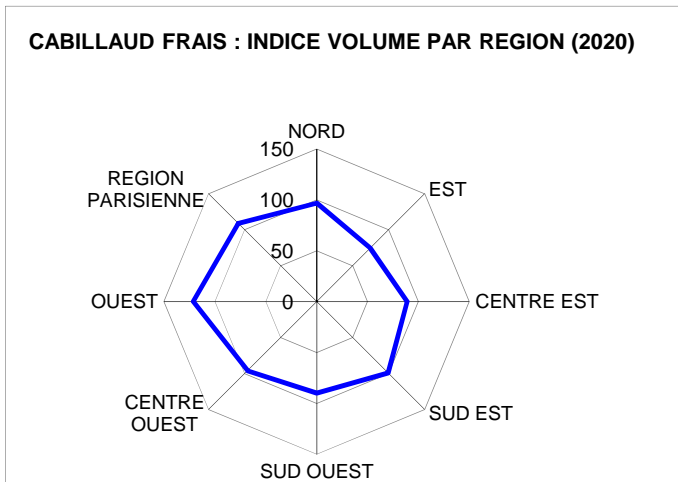 CABILLAUD FRAIS : INDICE VOLUME PAR REGION (2020)
NORD
150
REGION
PARISIENNE
EST
100
50
OUEST
0
CENTRE EST
CENTRE
OUEST
SUD EST
SUD OUEST